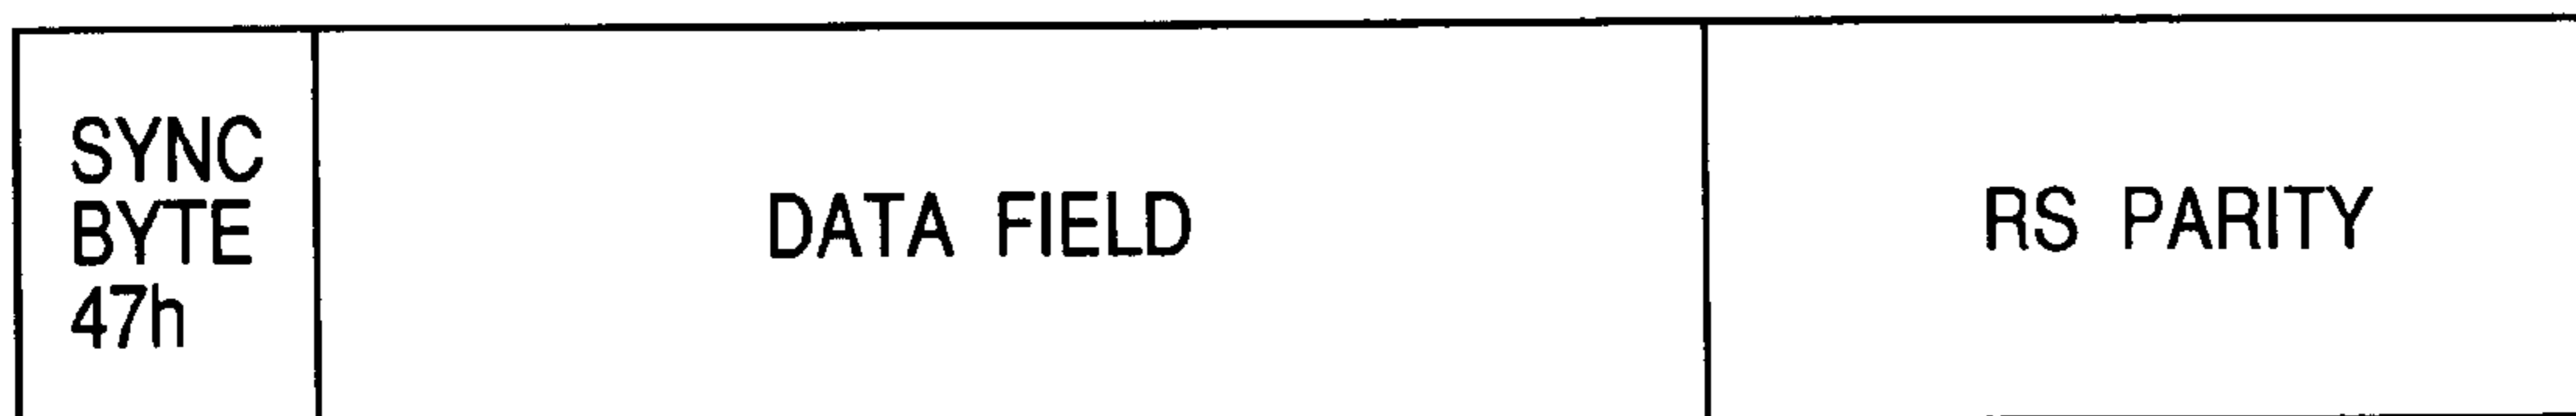 SYNC
BYTE
47h
DATA FIELD
RS PARITY